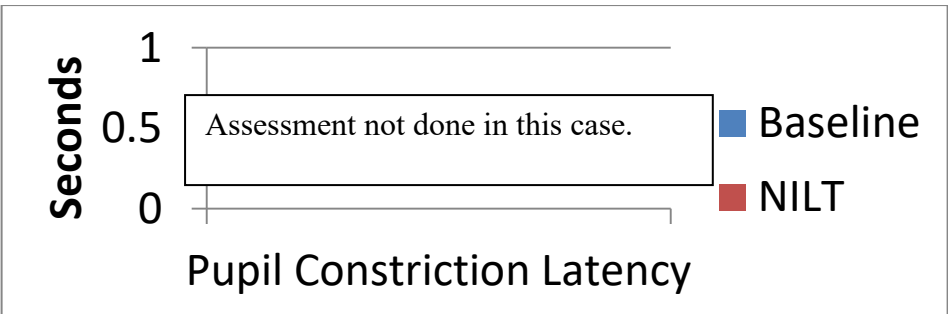 Seconds
1
0.5
0
Assessment not done in this case.
Baseline
NILT
Pupil Constriction Latency